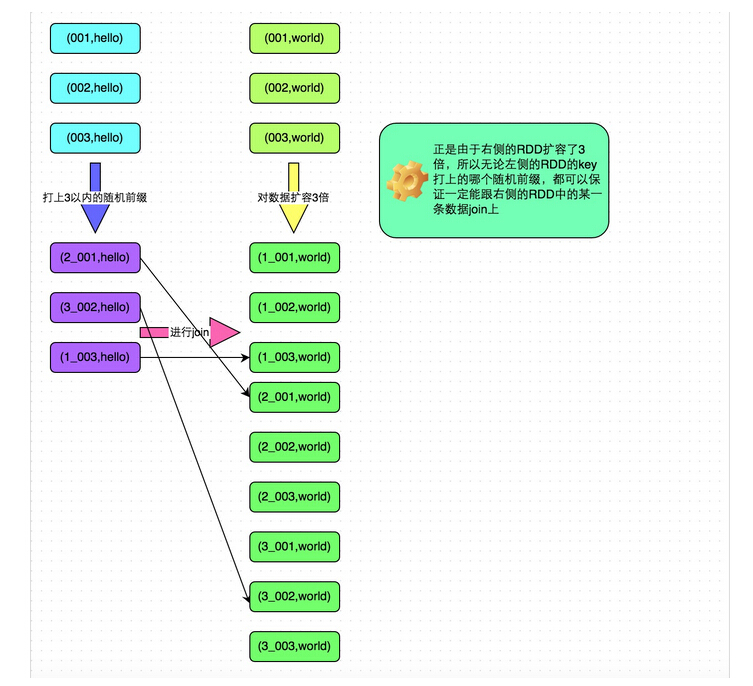 (001,hello)
(001,world)
(002,hello)
(002,world)
(003,hello)
(003,world)
正是由于右侧的RDD扩容了3
倍，所以无论左侧的RDD的key
打上的哪个随机前缀，都可以保
证一定能跟右侧的RDD中的某一
条数据join上
打上3以内的随机前缀
对数据扩容3倍
(2_001,hello)
(1_001,world)
(3_002,hello)
(1_002,world)
进行join
(1_003,hello)
(1_003,world)
(2_001,world)
(2_002,world)
(2_003,world)
(3_001,world)
(3_002,world)
(3_003,world)